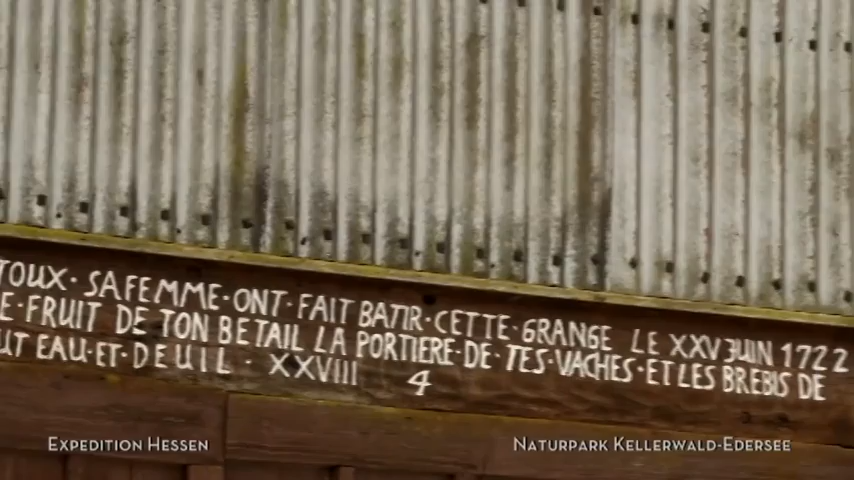 TOUX · SAFEMME · ONT · FAIT BATIR · CETTE · GRANGE LE XXV JUIN 1722
E · FRUIT DE TON BETAIL LA PORTIERE · DE · TES · VACHES · ET LES BREBIS DE
UT EAU · ET · DEUIL · XXVIII 4
EXPEDITION HESSEN
NATURPARK KELLERWALD-EDERSEE